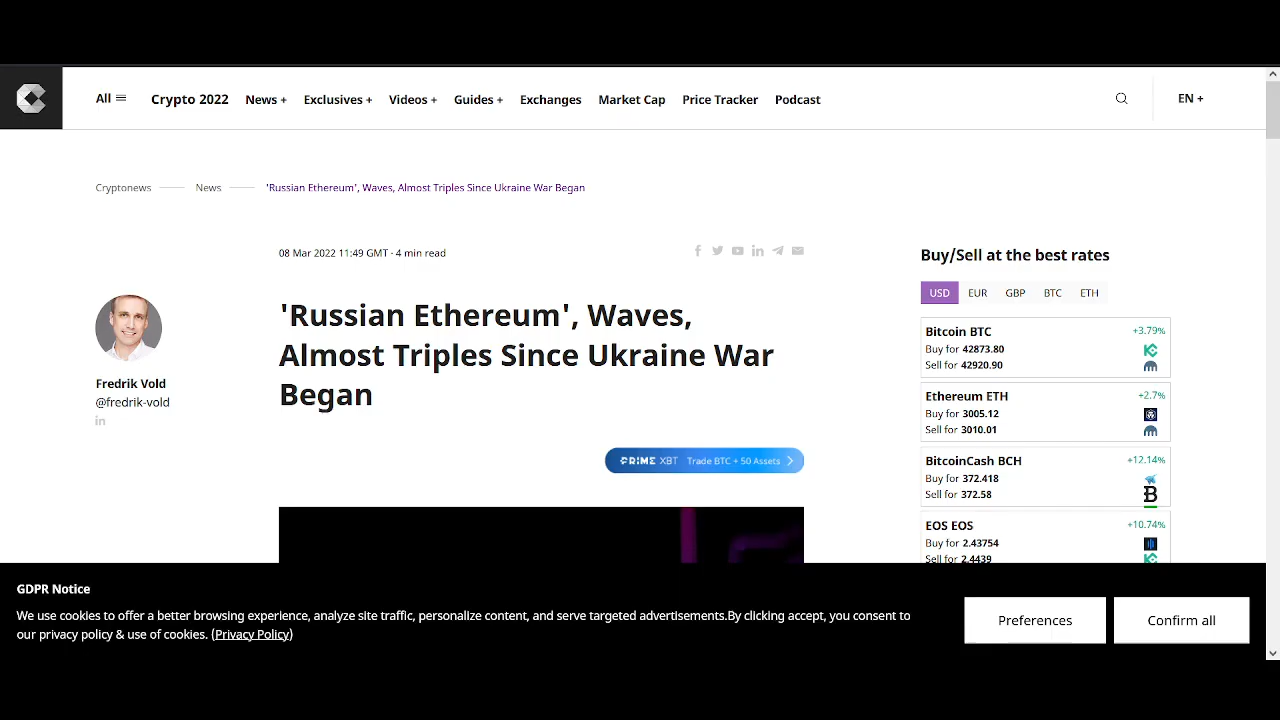 All
Crypto 2022
News +
Exclusives +
Videos +
Guides +
Exchanges
Market Cap
Price Tracker
Podcast
EN +
Cryptonews
News
'Russian Ethereum', Waves, Almost Triples Since Ukraine War Began
08 Mar 2022 11:49 GMT · 4 min read
Fredrik Vold
@fredrik-vold
'Russian Ethereum', Waves,
Almost Triples Since Ukraine War
Began
PRIME XBT Trade BTC + 50 Assets
Buy/Sell at the best rates
USD EUR GBP BTC ETH
Bitcoin BTC +3.79%
Buy for 42873.80
Sell for 42920.90
Ethereum ETH +2.7%
Buy for 3005.12
Sell for 3010.01
BitcoinCash BCH +12.14%
Buy for 372.418
Sell for 372.58
EOS EOS +10.74%
Buy for 2.43754
Sell for 2.4439
GDPR Notice
We use cookies to offer a better browsing experience, analyze site traffic, personalize content, and serve targeted advertisements.By clicking accept, you consent to
our privacy policy & use of cookies. (Privacy Policy)
Preferences
Confirm all